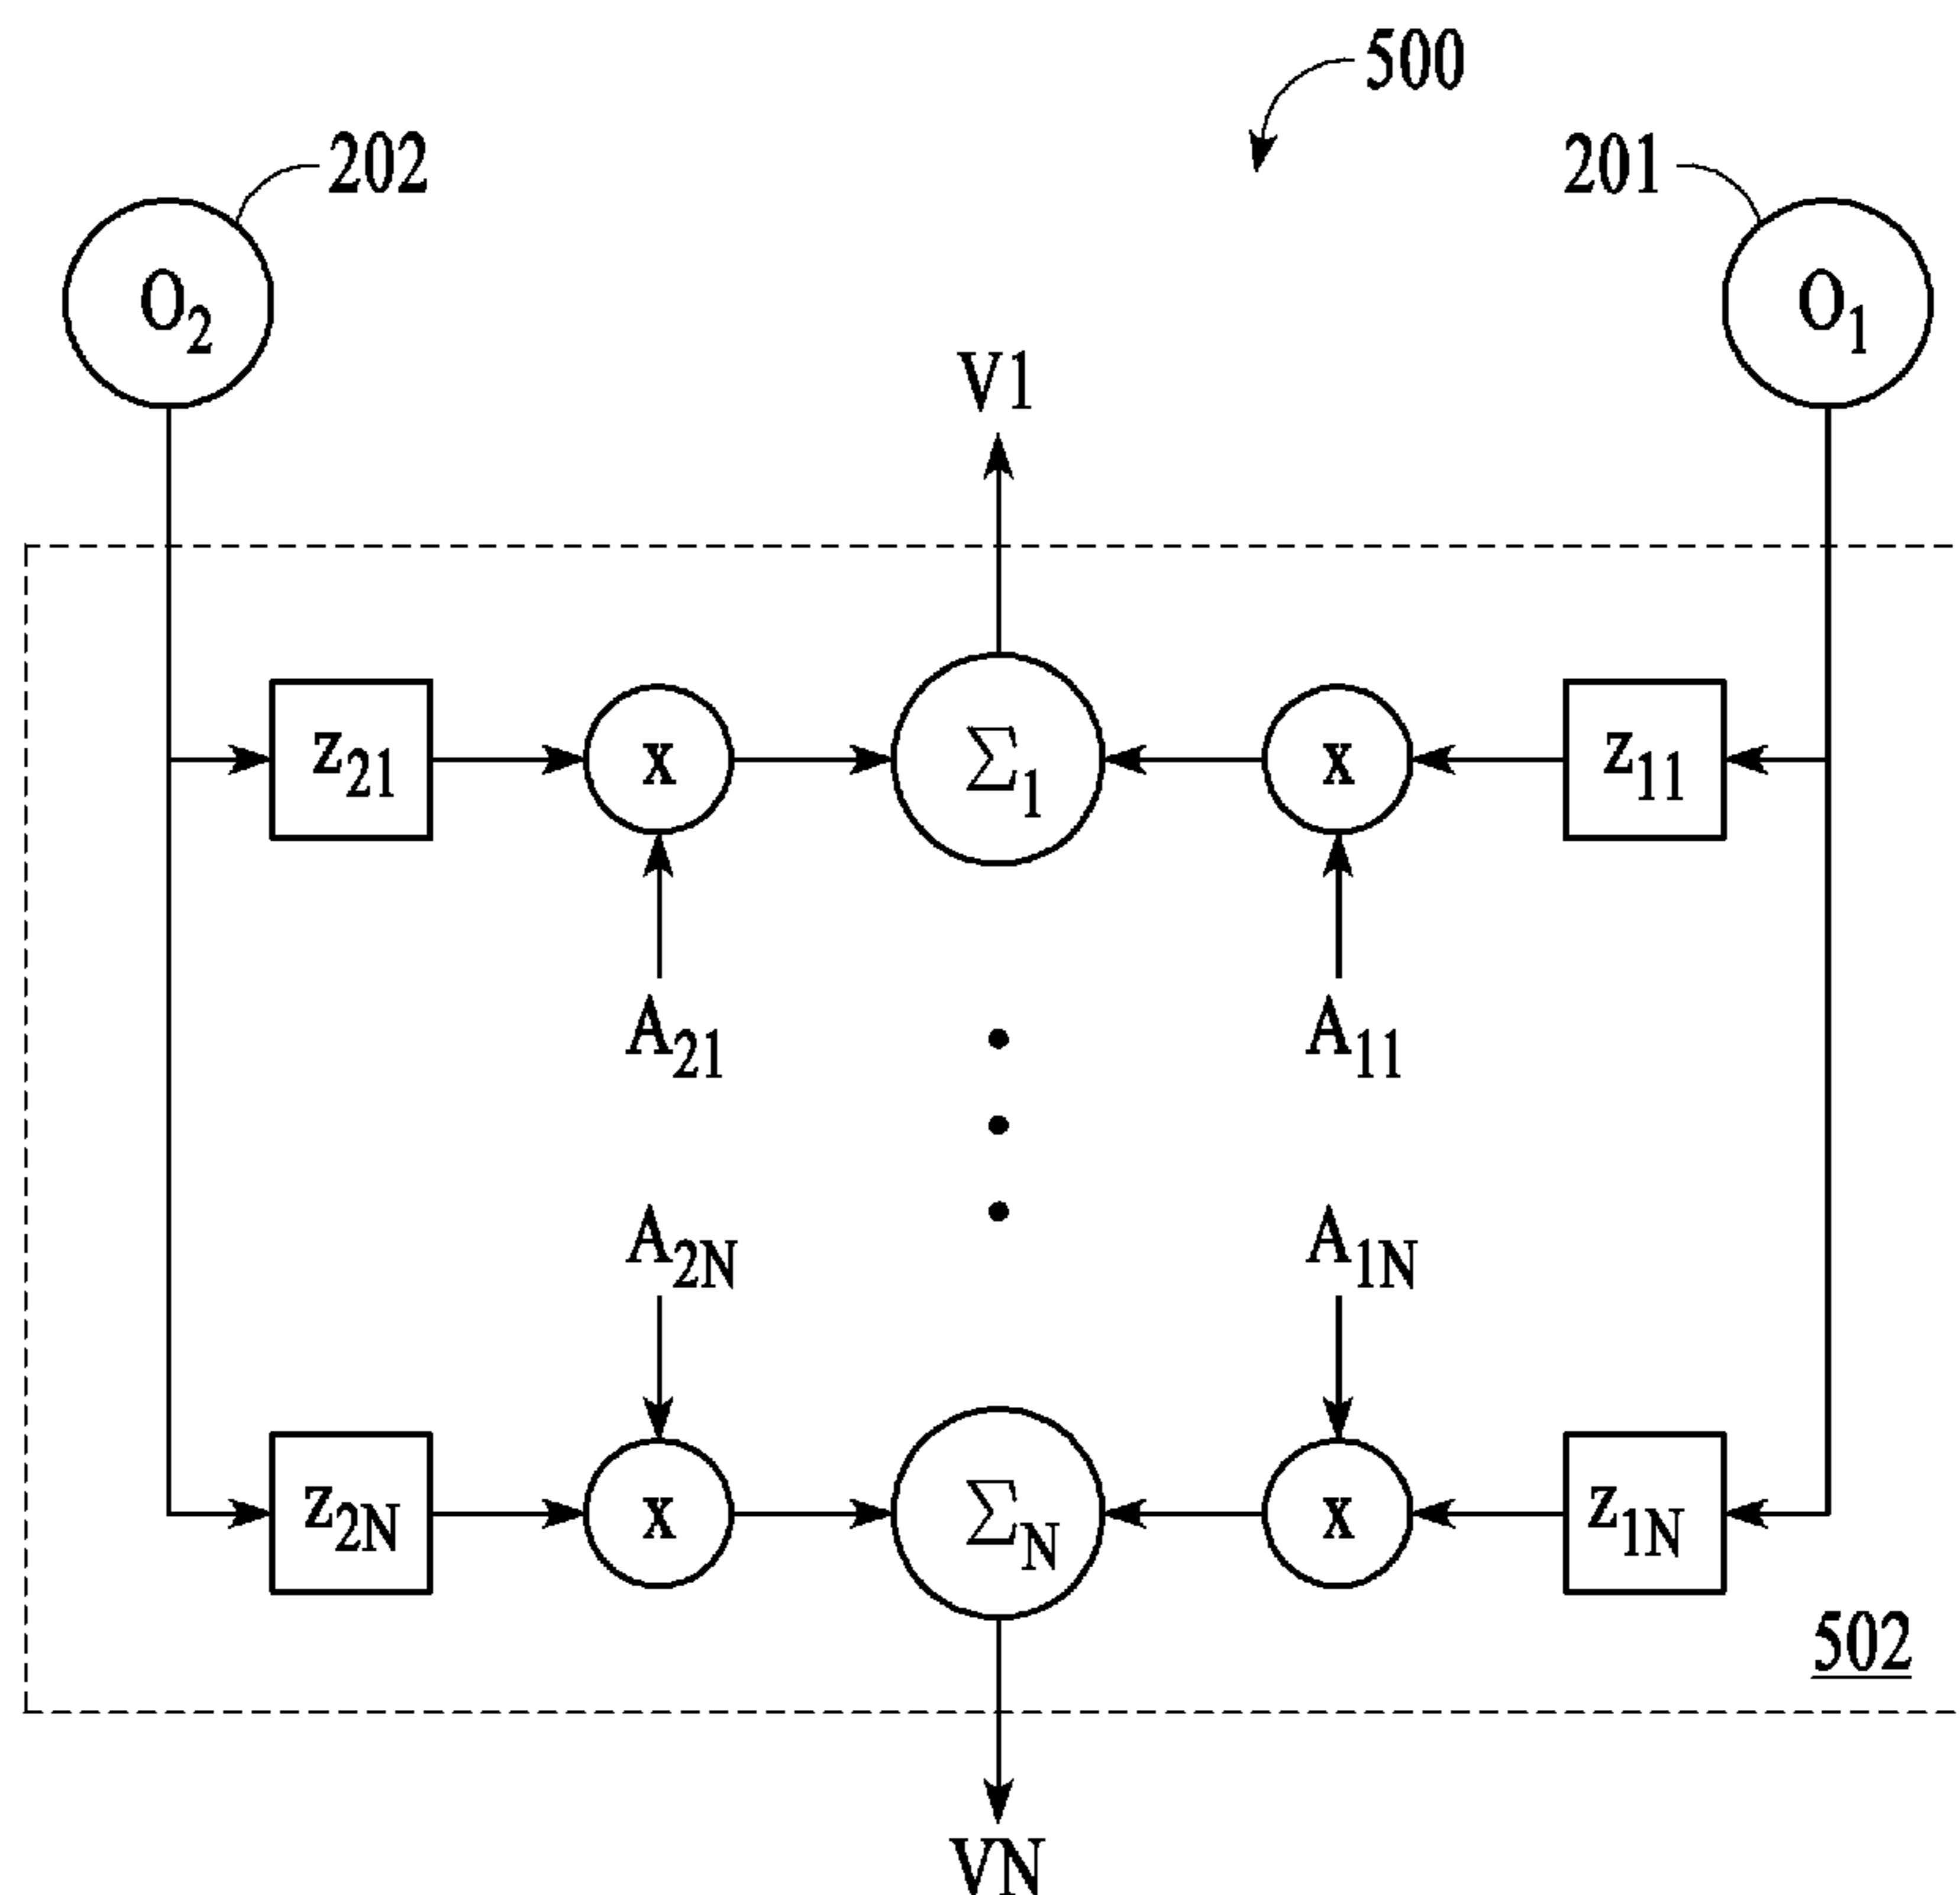 500
202
201
O₂
O₁
V1
z₂₁
x
Σ₁
x
z₁₁
A₂₁
A₁₁
A₂N
A₁N
z₂N
x
ΣN
x
z₁N
502
VN